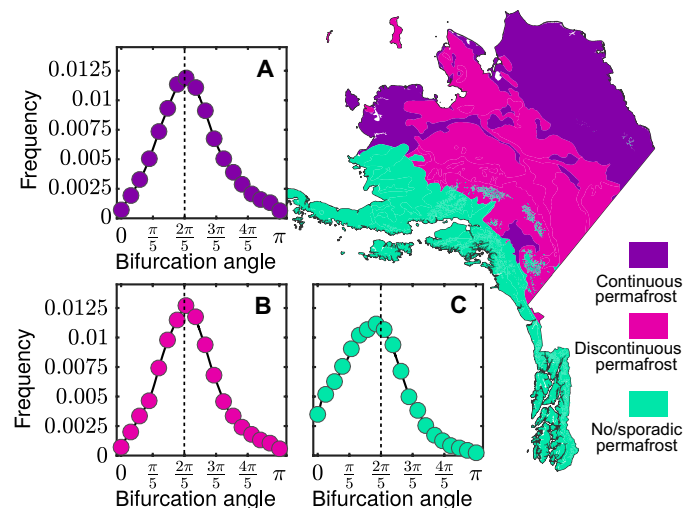 A
Frequency
0.0125
0.01
0.0075
0.005
0.0025
0
0
π/5
2π/5
3π/5
4π/5
π
Bifurcation angle
Continuous
permafrost
Discontinuous
permafrost
No/sporadic
permafrost
B
Frequency
0.0125
0.01
0.0075
0.005
0.0025
0
0
π/5
2π/5
3π/5
4π/5
π
Bifurcation angle
C
0
π/5
2π/5
3π/5
4π/5
π
Bifurcation angle